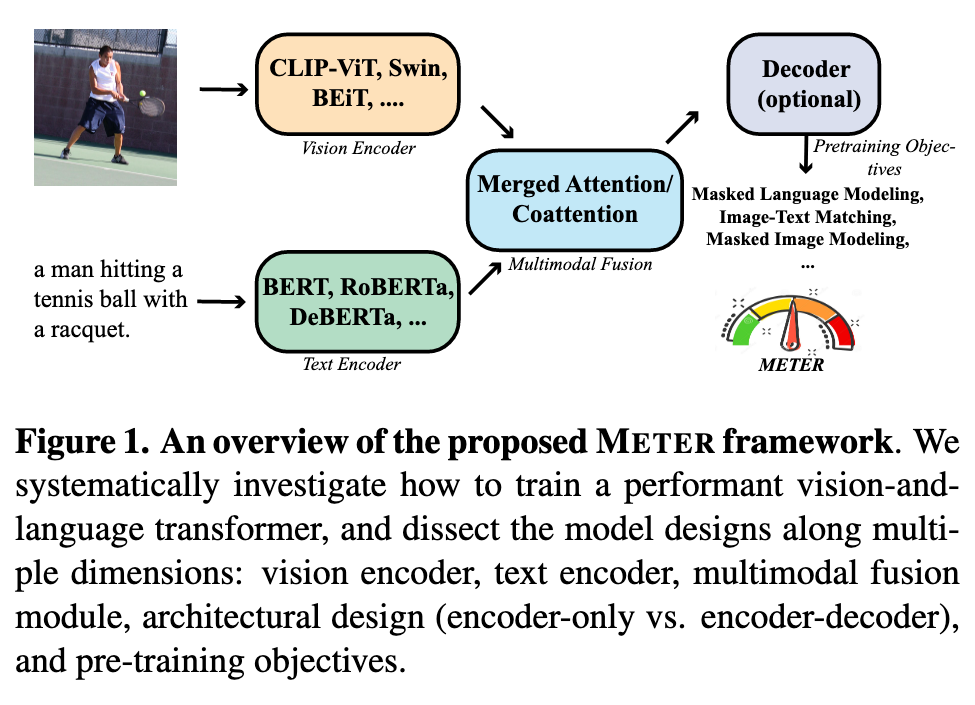 CLIP-ViT, Swin,
BEiT, ....
Vision Encoder
a man hitting a
tennis ball with
a racquet.
BERT, RoBERTa,
DeBERTa, ...
Text Encoder
Merged Attention/
Coattention
Multimodal Fusion
Decoder
(optional)
Pretraining Objec-
tives
Masked Language Modeling,
Image-Text Matching,
Masked Image Modeling,
...
METER
Figure 1. An overview of the proposed METER framework. We
systematically investigate how to train a performant vision-and-
language transformer, and dissect the model designs along multi-
ple dimensions: vision encoder, text encoder, multimodal fusion
module, architectural design (encoder-only vs. encoder-decoder),
and pre-training objectives.